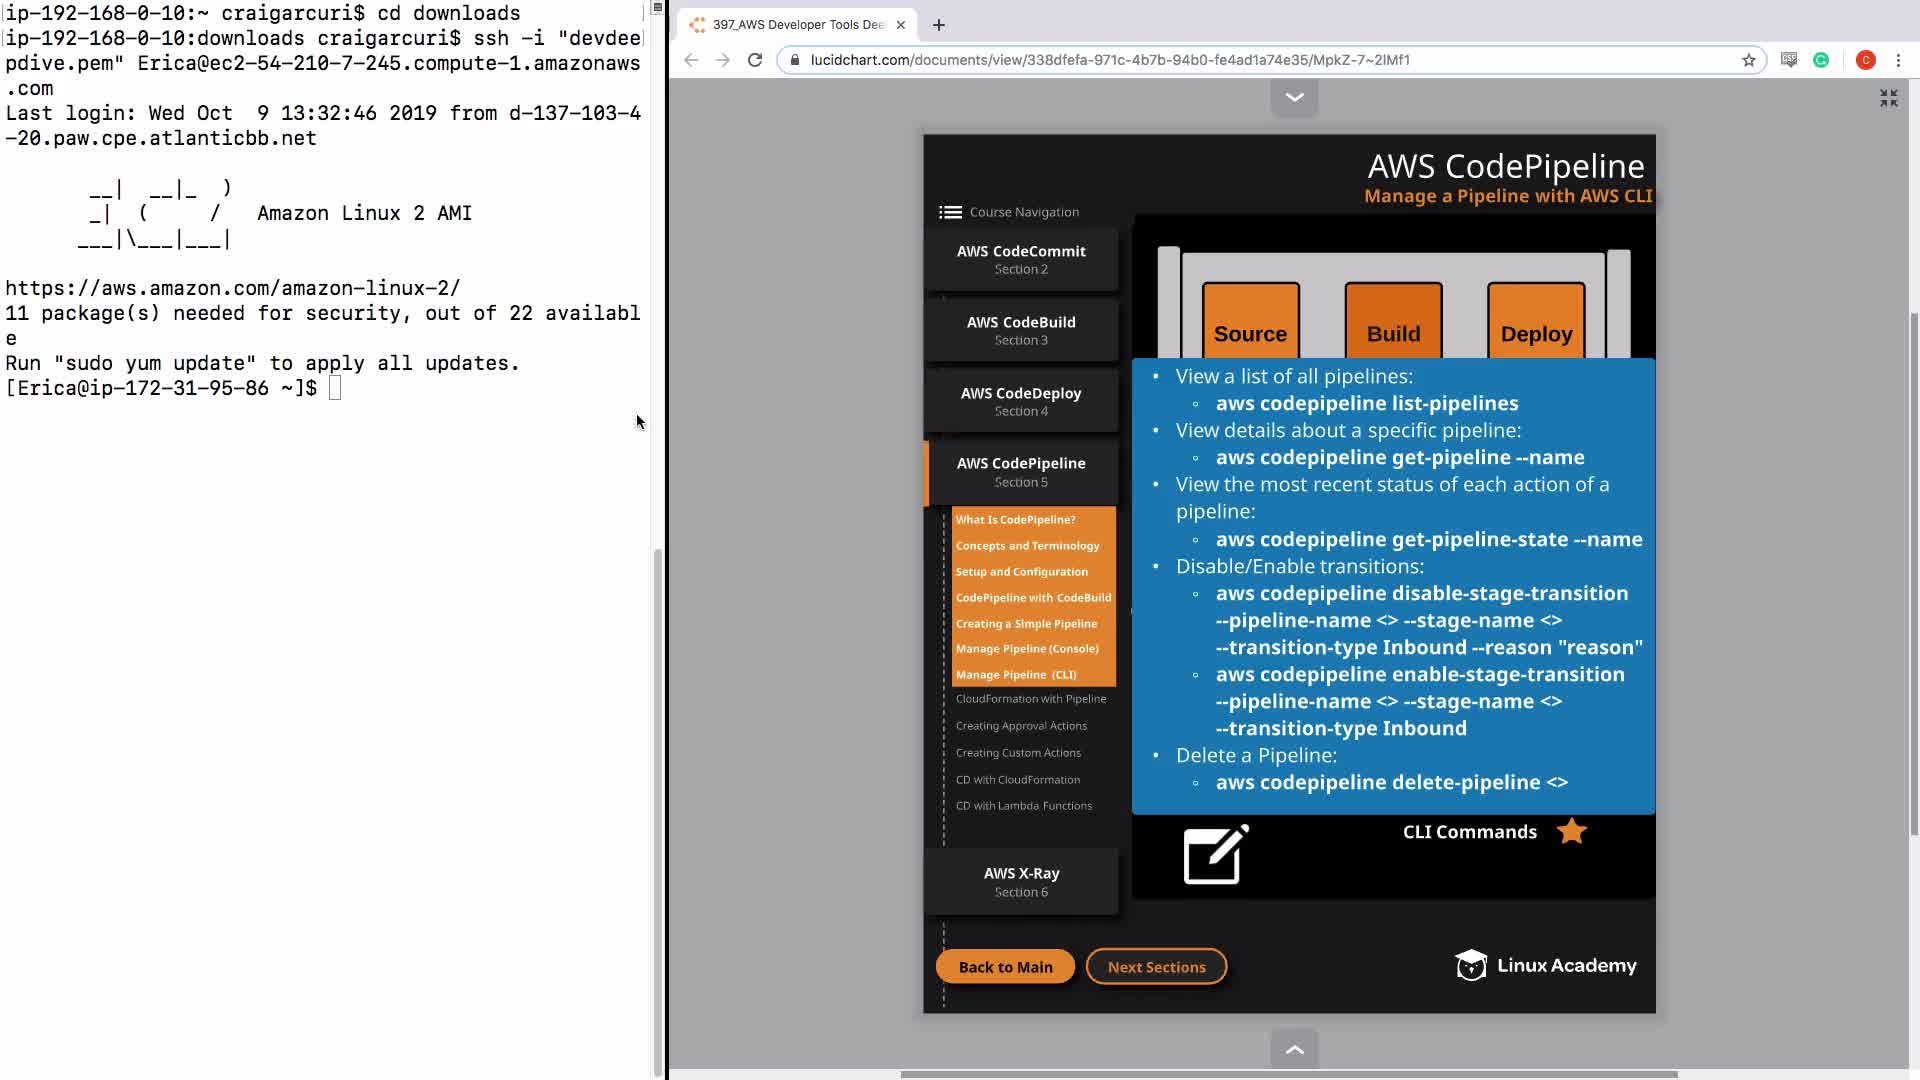 ip-192-168-0-10:~ craigarcuri$ cd downloads
ip-192-168-0-10:downloads craigarcuri$ ssh -i "devdee
pdive.pem" Erica@ec2-54-210-7-245.compute-1.amazonaws
.com
Last login: Wed Oct  9 13:32:46 2019 from d-137-103-4
-20.paw.cpe.atlanticbb.net
__|  __|_  )
_|  (     /   Amazon Linux 2 AMI
___|\___|___|
https://aws.amazon.com/amazon-linux-2/
11 package(s) needed for security, out of 22 availabl
e
Run "sudo yum update" to apply all updates.
[Erica@ip-172-31-95-86 ~]$
397_AWS Developer Tools Dee
lucidchart.com/documents/view/338dfefa-971c-4b7b-94b0-fe4ad1a74e35/MpkZ-7~2IMf1
C
AWS CodePipeline
Manage a Pipeline with AWS CLI
Course Navigation
AWS CodeCommit
Section 2
AWS CodeBuild
Section 3
AWS CodeDeploy
Section 4
AWS CodePipeline
Section 5
What Is CodePipeline?
Concepts and Terminology
Setup and Configuration
CodePipeline with CodeBuild
Creating a Simple Pipeline
Manage Pipeline (Console)
Manage Pipeline (CLI)
CloudFormation with Pipeline
Creating Approval Actions
Creating Custom Actions
CD with CloudFormation
CD with Lambda Functions
AWS X-Ray
Section 6
Source
Build
Deploy
• View a list of all pipelines:
◦ aws codepipeline list-pipelines
• View details about a specific pipeline:
◦ aws codepipeline get-pipeline --name
• View the most recent status of each action of a
pipeline:
◦ aws codepipeline get-pipeline-state --name
• Disable/Enable transitions:
◦ aws codepipeline disable-stage-transition
--pipeline-name <> --stage-name <>
--transition-type Inbound --reason "reason"
◦ aws codepipeline enable-stage-transition
--pipeline-name <> --stage-name <>
--transition-type Inbound
• Delete a Pipeline:
◦ aws codepipeline delete-pipeline <>
CLI Commands
Back to Main
Next Sections
Linux Academy